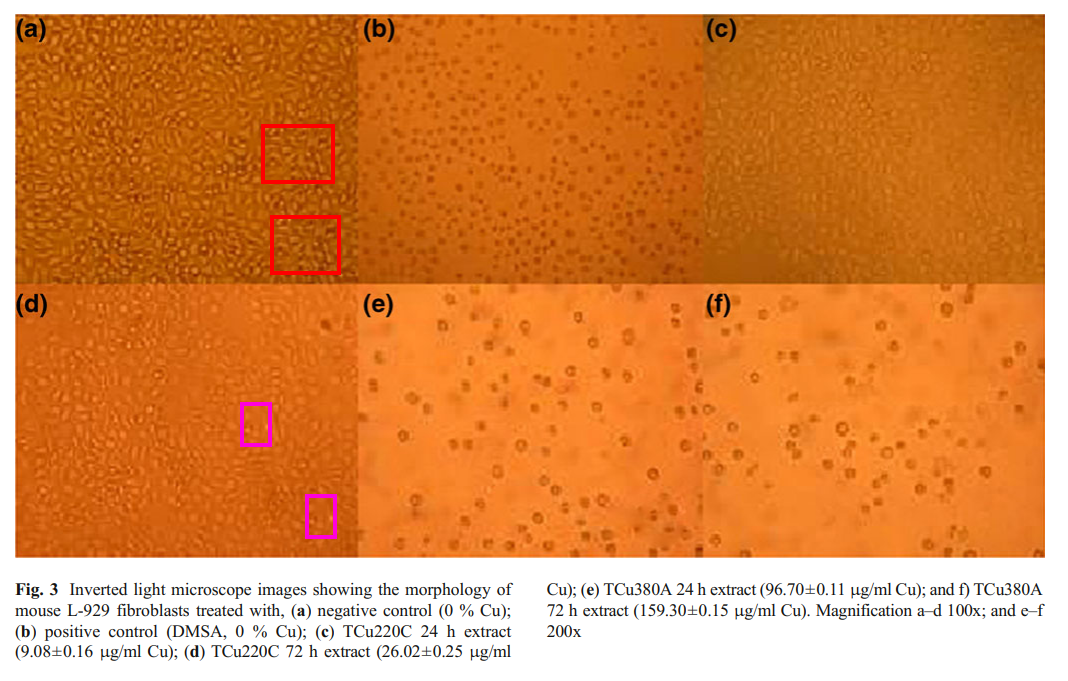 (a)
(b)
(c)
(d)
(e)
(f)
Fig. 3 Inverted light microscope images showing the morphology of
mouse L-929 fibroblasts treated with, (a) negative control (0 % Cu);
(b) positive control (DMSA, 0 % Cu); (c) TCu220C 24 h extract
(9.08±0.16 μg/ml Cu); (d) TCu220C 72 h extract (26.02±0.25 μg/ml
Cu); (e) TCu380A 24 h extract (96.70±0.11 μg/ml Cu); and f) TCu380A
72 h extract (159.30±0.15 μg/ml Cu). Magnification a–d 100x; and e–f
200x